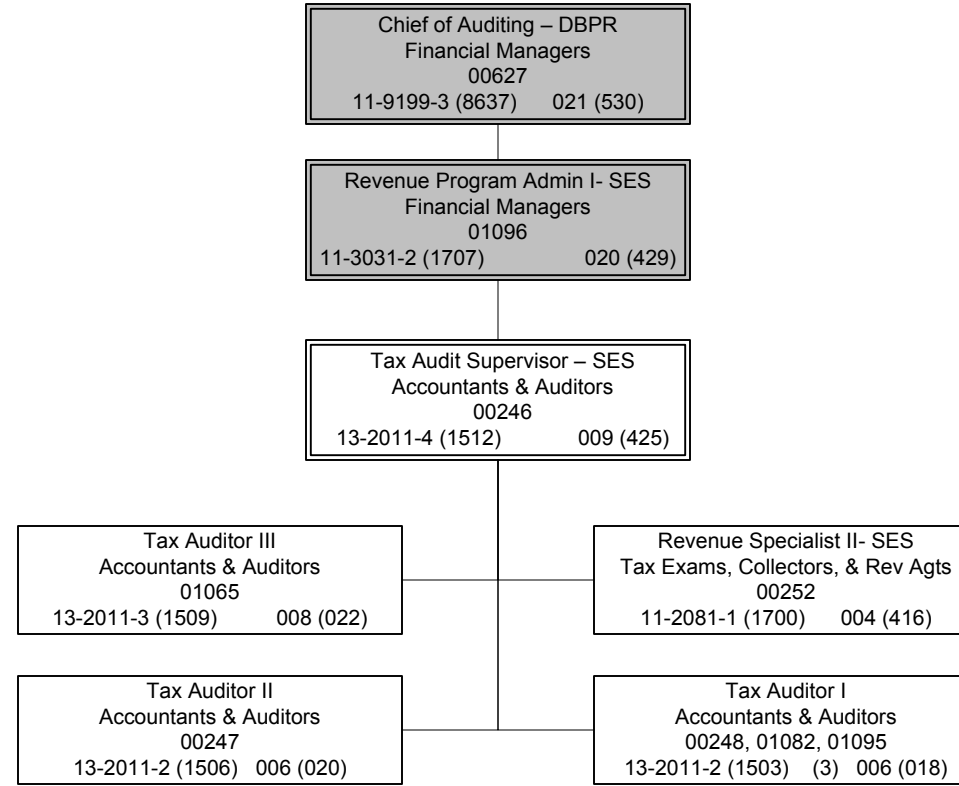 Chief of Auditing – DBPR
Financial Managers
00627
11-9199-3 (8637) 021 (530)
Revenue Program Admin I- SES
Financial Managers
01096
11-3031-2 (1707) 020 (429)
Tax Audit Supervisor – SES
Accountants & Auditors
00246
13-2011-4 (1512) 009 (425)
Tax Auditor III
Accountants & Auditors
01065
13-2011-3 (1509) 008 (022)
Revenue Specialist II- SES
Tax Exams, Collectors, & Rev Agts
00252
11-2081-1 (1700) 004 (416)
Tax Auditor II
Accountants & Auditors
00247
13-2011-2 (1506) 006 (020)
Tax Auditor I
Accountants & Auditors
00248, 01082, 01095
13-2011-2 (1503) (3) 006 (018)